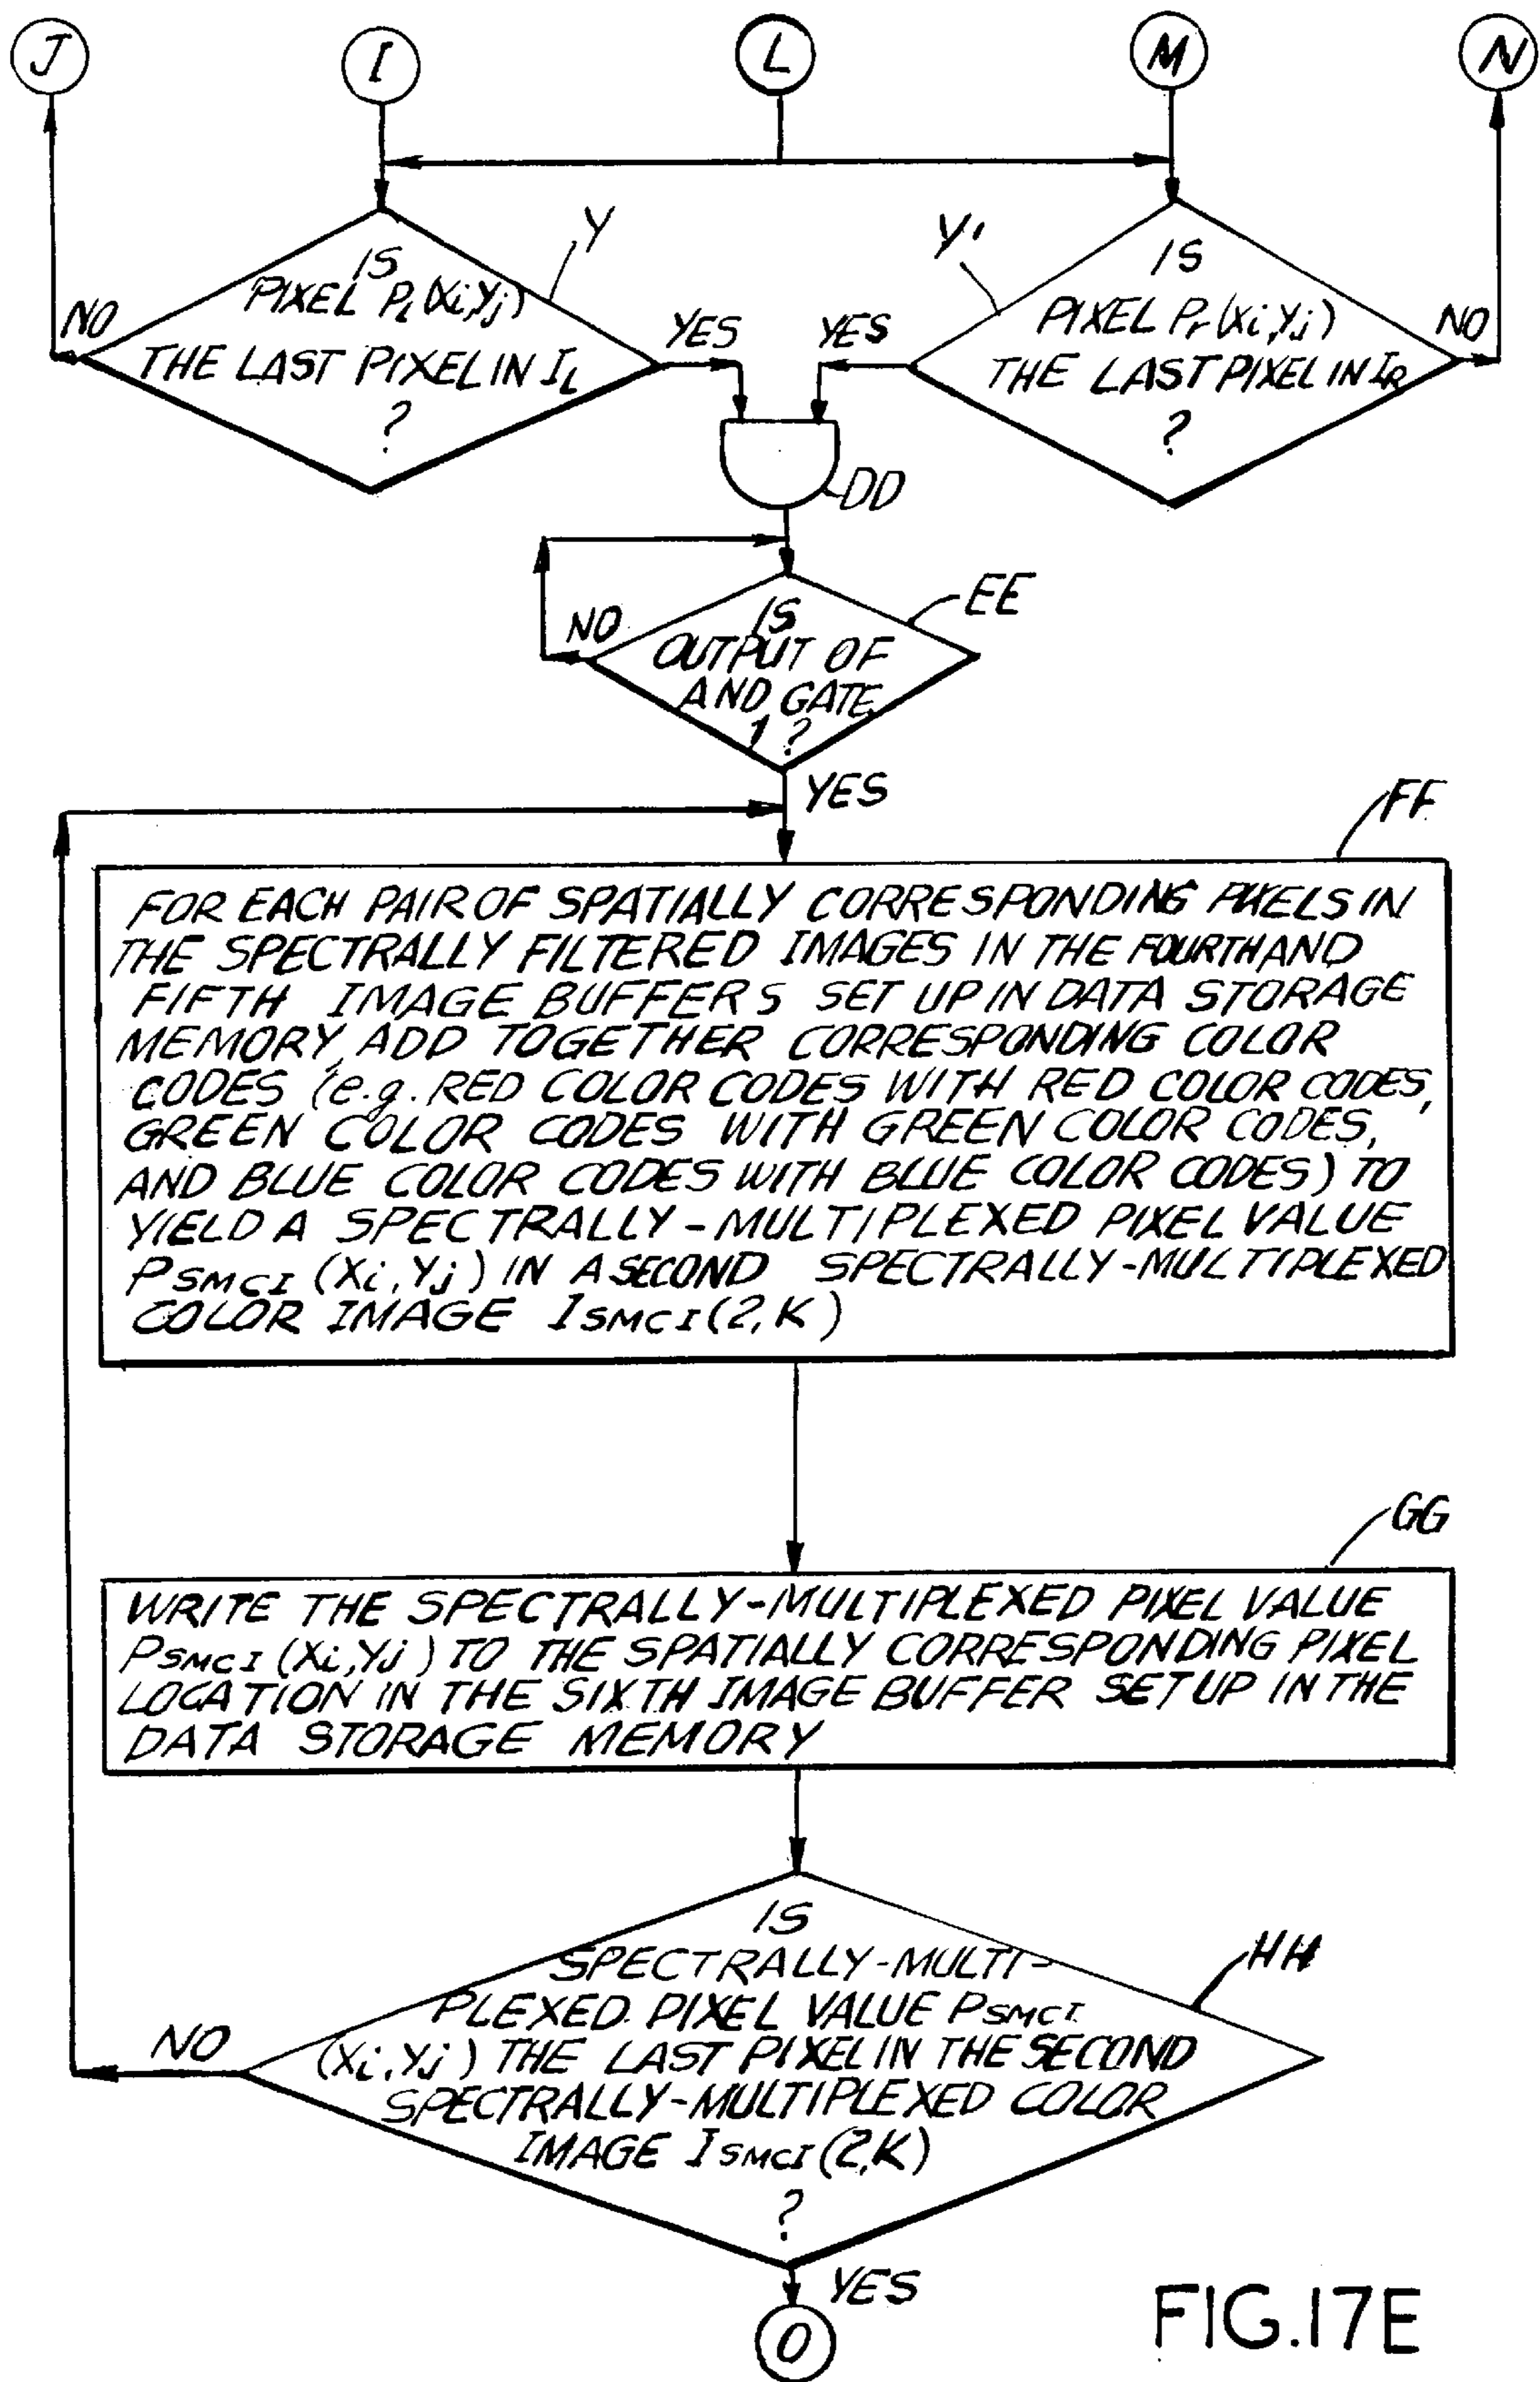 J
I
L
M
N
Y
IS
PIXEL Pl(Xi,Yj)
THE LAST PIXEL IN IL
?
NO
YES
Y'
IS
PIXEL Pr(Xi,Yj)
THE LAST PIXEL IN IR
?
YES
NO
DD
EE
IS
OUTPUT OF
AND GATE
1 ?
NO
YES
FF
FOR EACH PAIR OF SPATIALLY CORRESPONDING PIXELS IN
THE SPECTRALLY FILTERED IMAGES IN THE FOURTH AND
FIFTH IMAGE BUFFERS SET UP IN DATA STORAGE
MEMORY, ADD TOGETHER CORRESPONDING COLOR
CODES (e.g. RED COLOR CODES WITH RED COLOR CODES,
GREEN COLOR CODES WITH GREEN COLOR CODES,
AND BLUE COLOR CODES WITH BLUE COLOR CODES) TO
YIELD A SPECTRALLY-MULTIPLEXED PIXEL VALUE
PSMCI (Xi,Yj) IN A SECOND SPECTRALLY-MULTIPLEXED
COLOR IMAGE ISMCI(2,K)
GG
WRITE THE SPECTRALLY-MULTIPLEXED PIXEL VALUE
PSMCI (Xi,Yj) TO THE SPATIALLY CORRESPONDING PIXEL
LOCATION IN THE SIXTH IMAGE BUFFER SET UP IN THE
DATA STORAGE MEMORY
HH
IS
SPECTRALLY-MULTI-
PLEXED PIXEL VALUE PSMCI
(Xi,Yj) THE LAST PIXEL IN THE SECOND
SPECTRALLY-MULTIPLEXED COLOR
IMAGE ISMCI(2,K)
?
NO
YES
O
FIG.17E